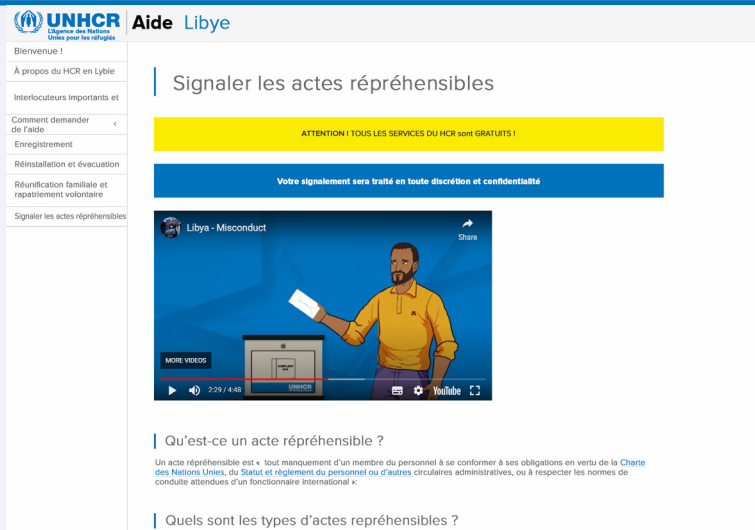 UNHCR
L'Agence des Nations
Unies pour les réfugiés
Aide Libye
Bienvenue !
À propos du HCR en Lybie
Interlocuteurs importants et
Comment demander
de l'aide
Enregistrement
Réinstallation et évacuation
Réunification familiale et
rapatriement volontaire
Signaler les actes répréhensibles
Signaler les actes répréhensibles
ATTENTION ! TOUS LES SERVICES DU HCR sont GRATUITS !
Votre signalement sera traité en toute discrétion et confidentialité
Libya - Misconduct
Share
COMPLAINT
BOX
UNHCR
MORE VIDEOS
2:29 / 4:48
YouTube
Qu'est-ce un acte répréhensible ?
Un acte répréhensible est « tout manquement d'un membre du personnel à se conformer à ses obligations en vertu de la Charte
des Nations Unies, du Statut et règlement du personnel ou d'autres circulaires administratives, ou à respecter les normes de
conduite attendues d'un fonctionnaire international »:
Quels sont les types d'actes repréhensibles ?